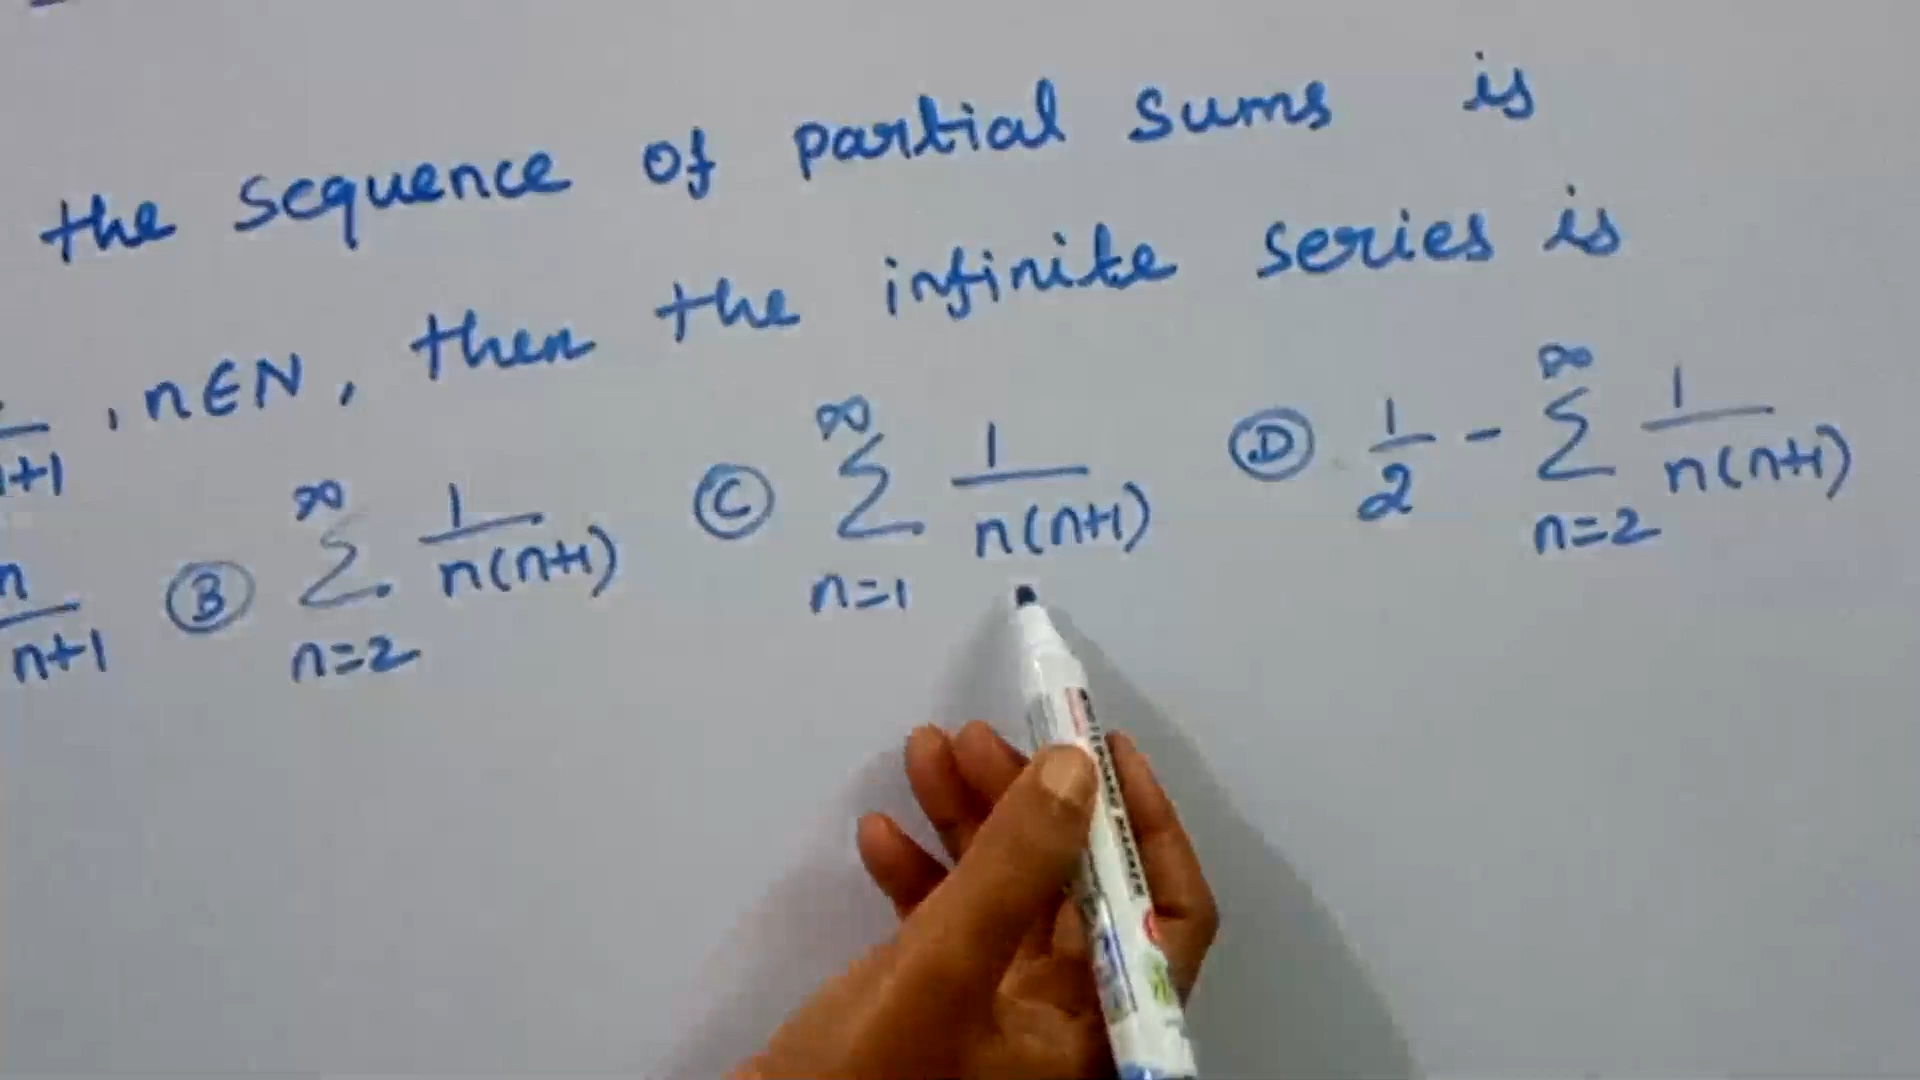 the sequence of partial sums is
, n∈N, then the infinite series is
n+1
n/n+1 Ⓑ ∞ Σ n=2 1/n(n+1) Ⓒ ∞ Σ n=1 1/n(n+1) Ⓓ 1/2 - ∞ Σ n=2 1/n(n+1)